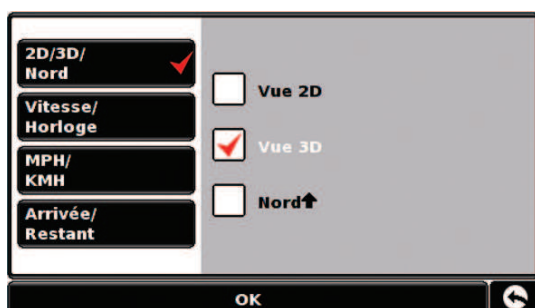 2D/3D/
Nord
Vitesse/
Horloge
MPH/
KMH
Arrivée/
Restant
Vue 2D
Vue 3D
Nord
OK